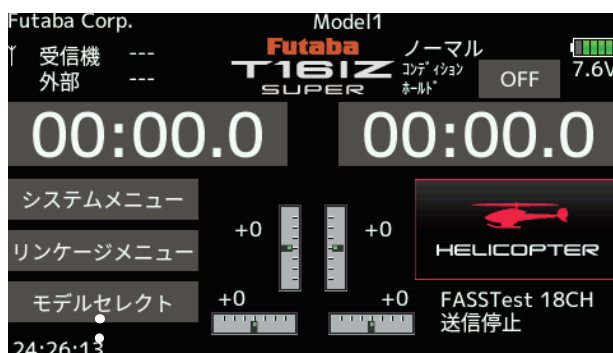 Futaba Corp. Model1
受信機 ---
外部 ---
Futaba
T16IZ
SUPER
ノーマル
ｺﾝﾃﾞｨｼｮﾝ
ﾎｰﾙﾄﾞ
OFF
7.6V
00:00.0 00:00.0
システムメニュー
リンケージメニュー
モデルセレクト
+0 +0
+0 +0
HELICOPTER
FASSTest 18CH
送信停止
24:26:13